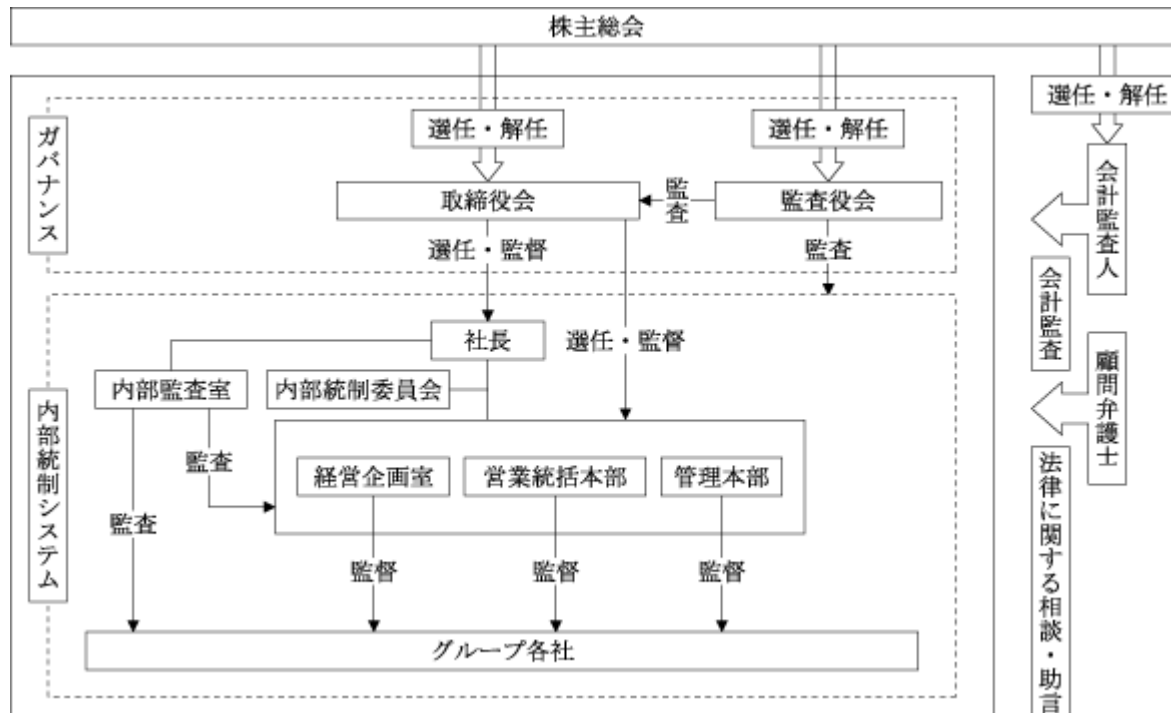 株主総会
選任・解任
選任・解任
選任・解任
ガバナンス
取締役会
監査
監査役会
会計監査人
選任・監督
監査
会計監査
社長
選任・監督
内部監査室
内部統制委員会
顧問弁護士
内部統制システム
監査
経営企画室
営業統括本部
管理本部
法律に関する相談・助言
監査
監督
監督
監督
グループ各社